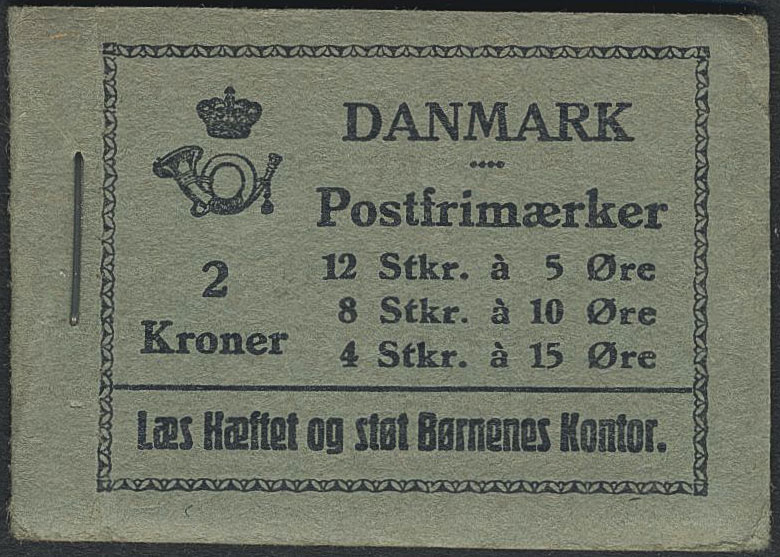 DANMARK
Postfrimærker
2
Kroner
12 Stkr. à 5 Øre
8 Stkr. à 10 Øre
4 Stkr. à 15 Øre
Læs Hæftet og støt Børnenes Kontor.